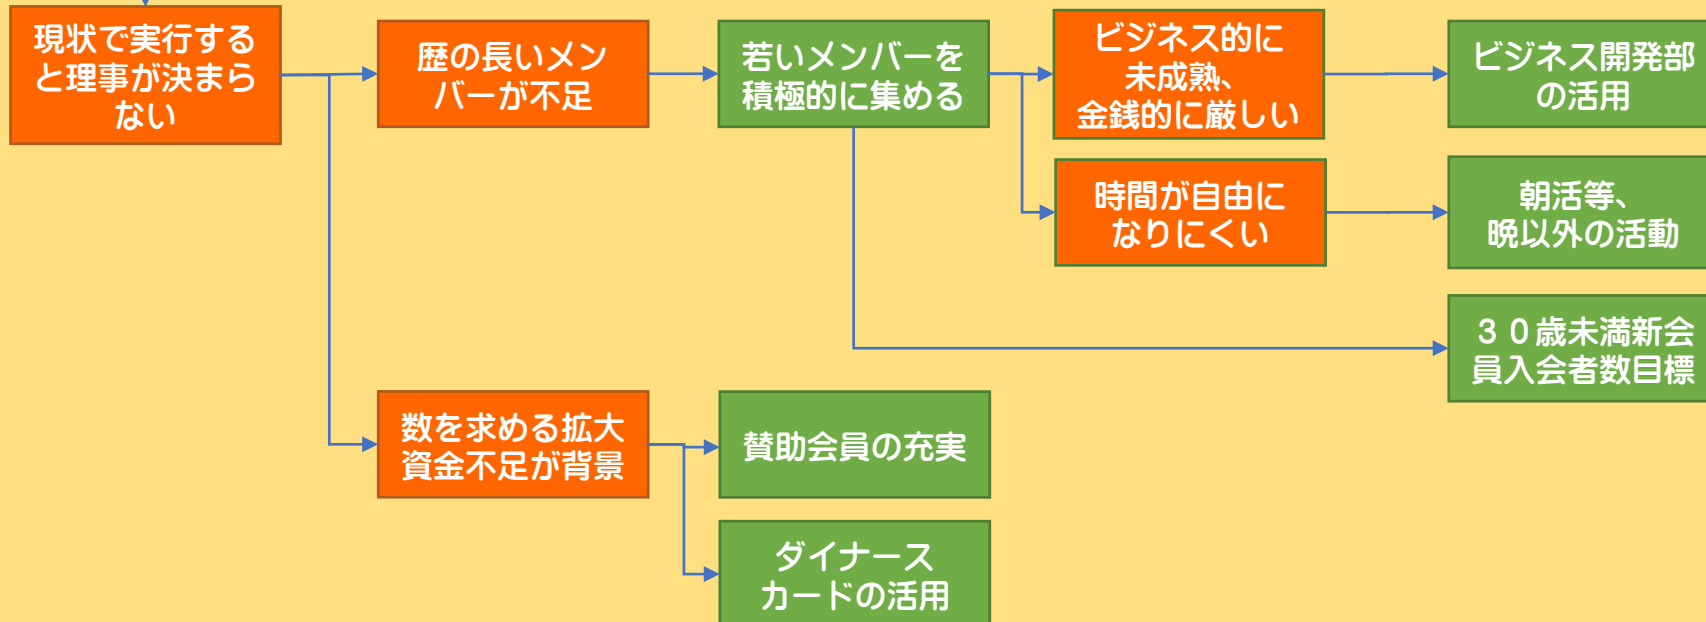 現状で実行する
と理事が決まら
ない
歴の長いメン
バーが不足
若いメンバーを
積極的に集める
ビジネス的に
未成熟、
金銭的に厳しい
ビジネス開発部
の活用
時間が自由に
なりにくい
朝活等、
晩以外の活動
３０歳未満新会
員入会者数目標
数を求める拡大
資金不足が背景
賛助会員の充実
ダイナース
カードの活用